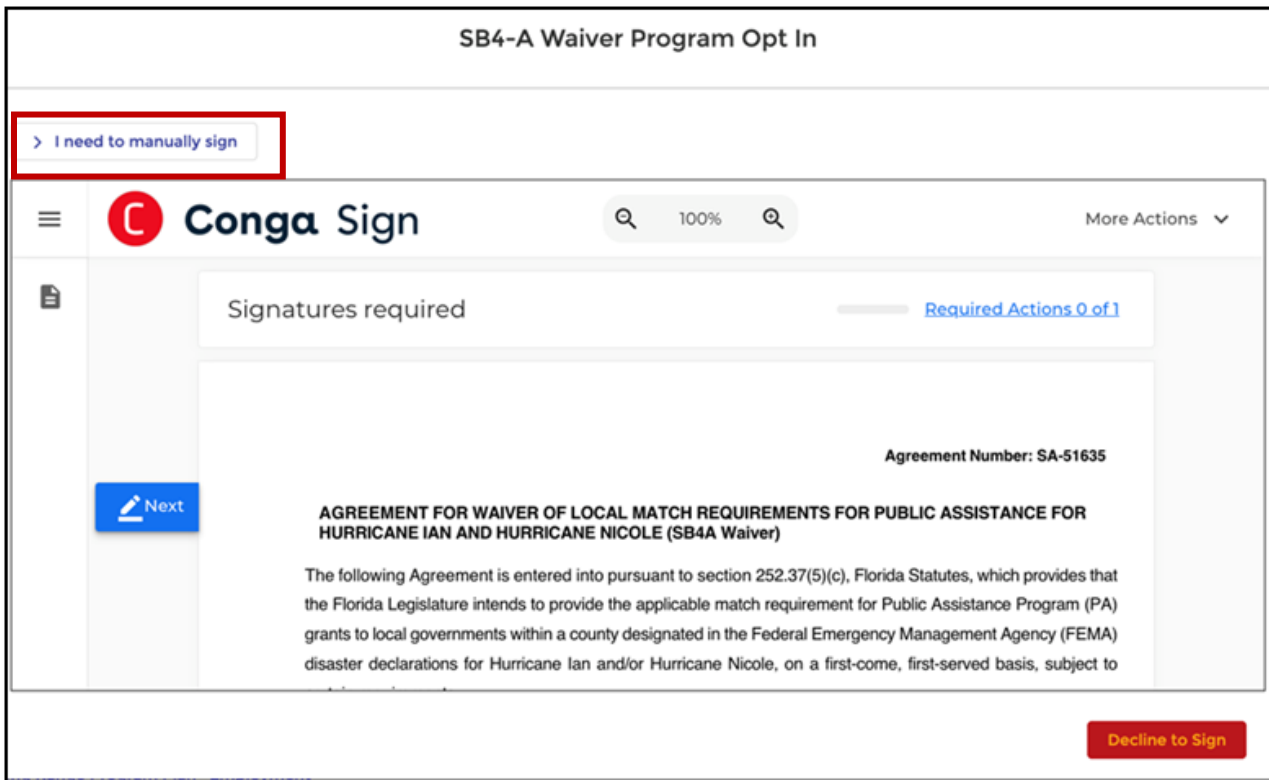 SB4-A Waiver Program Opt In
> I need to manually sign
C Conga Sign 100% More Actions
Signatures required Required Actions 0 of 1
Agreement Number: SA-51635
Next
AGREEMENT FOR WAIVER OF LOCAL MATCH REQUIREMENTS FOR PUBLIC ASSISTANCE FOR
HURRICANE IAN AND HURRICANE NICOLE (SB4A Waiver)
The following Agreement is entered into pursuant to section 252.37(5)(c), Florida Statutes, which provides that
the Florida Legislature intends to provide the applicable match requirement for Public Assistance Program (PA)
grants to local governments within a county designated in the Federal Emergency Management Agency (FEMA)
disaster declarations for Hurricane Ian and/or Hurricane Nicole, on a first-come, first-served basis, subject to
Decline to Sign